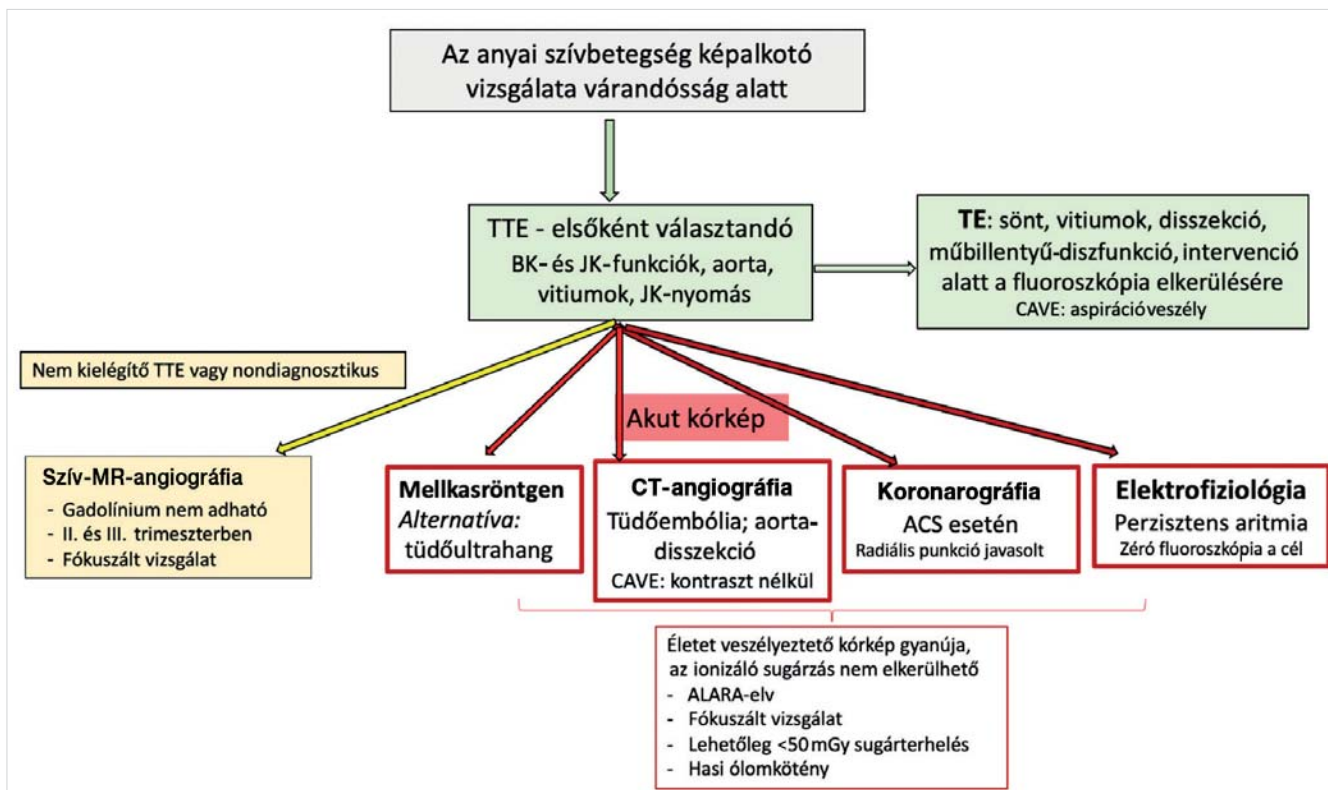 Az anyai szívbetegség képalkotó
vizsgálata várandósság alatt
TTE - elsőként választandó
BK- és JK-funkciók, aorta,
vitiumok, JK-nyomás
TE: sönt, vitiumok, disszekció,
műbillentyű-diszfunkció, intervenció
alatt a fluoroszkópia elkerülésére
CAVE: aspirációveszély
Nem kielégítő TTE vagy nondiagnosztikus
Akut kórkép
Szív-MR-angiográfia
- Gadolínium nem adható
- II. és III. trimeszterben
- Fókuszált vizsgálat
Mellkasröntgen
Alternatíva:
tüdőultrahang
CT-angiográfia
Tüdőembólia; aorta-
disszekció
CAVE: kontraszt nélkül
Koronarográfia
ACS esetén
Radiális punkció javasolt
Elektrofiziológia
Perzisztens aritmia
Zéró fluoroszkópia a cél
Életet veszélyeztető kórkép gyanúja,
az ionizáló sugárzás nem elkerülhető
- ALARA-elv
- Fókuszált vizsgálat
- Lehetőleg <50 mGy sugárterhelés
- Hasi ólomkötény